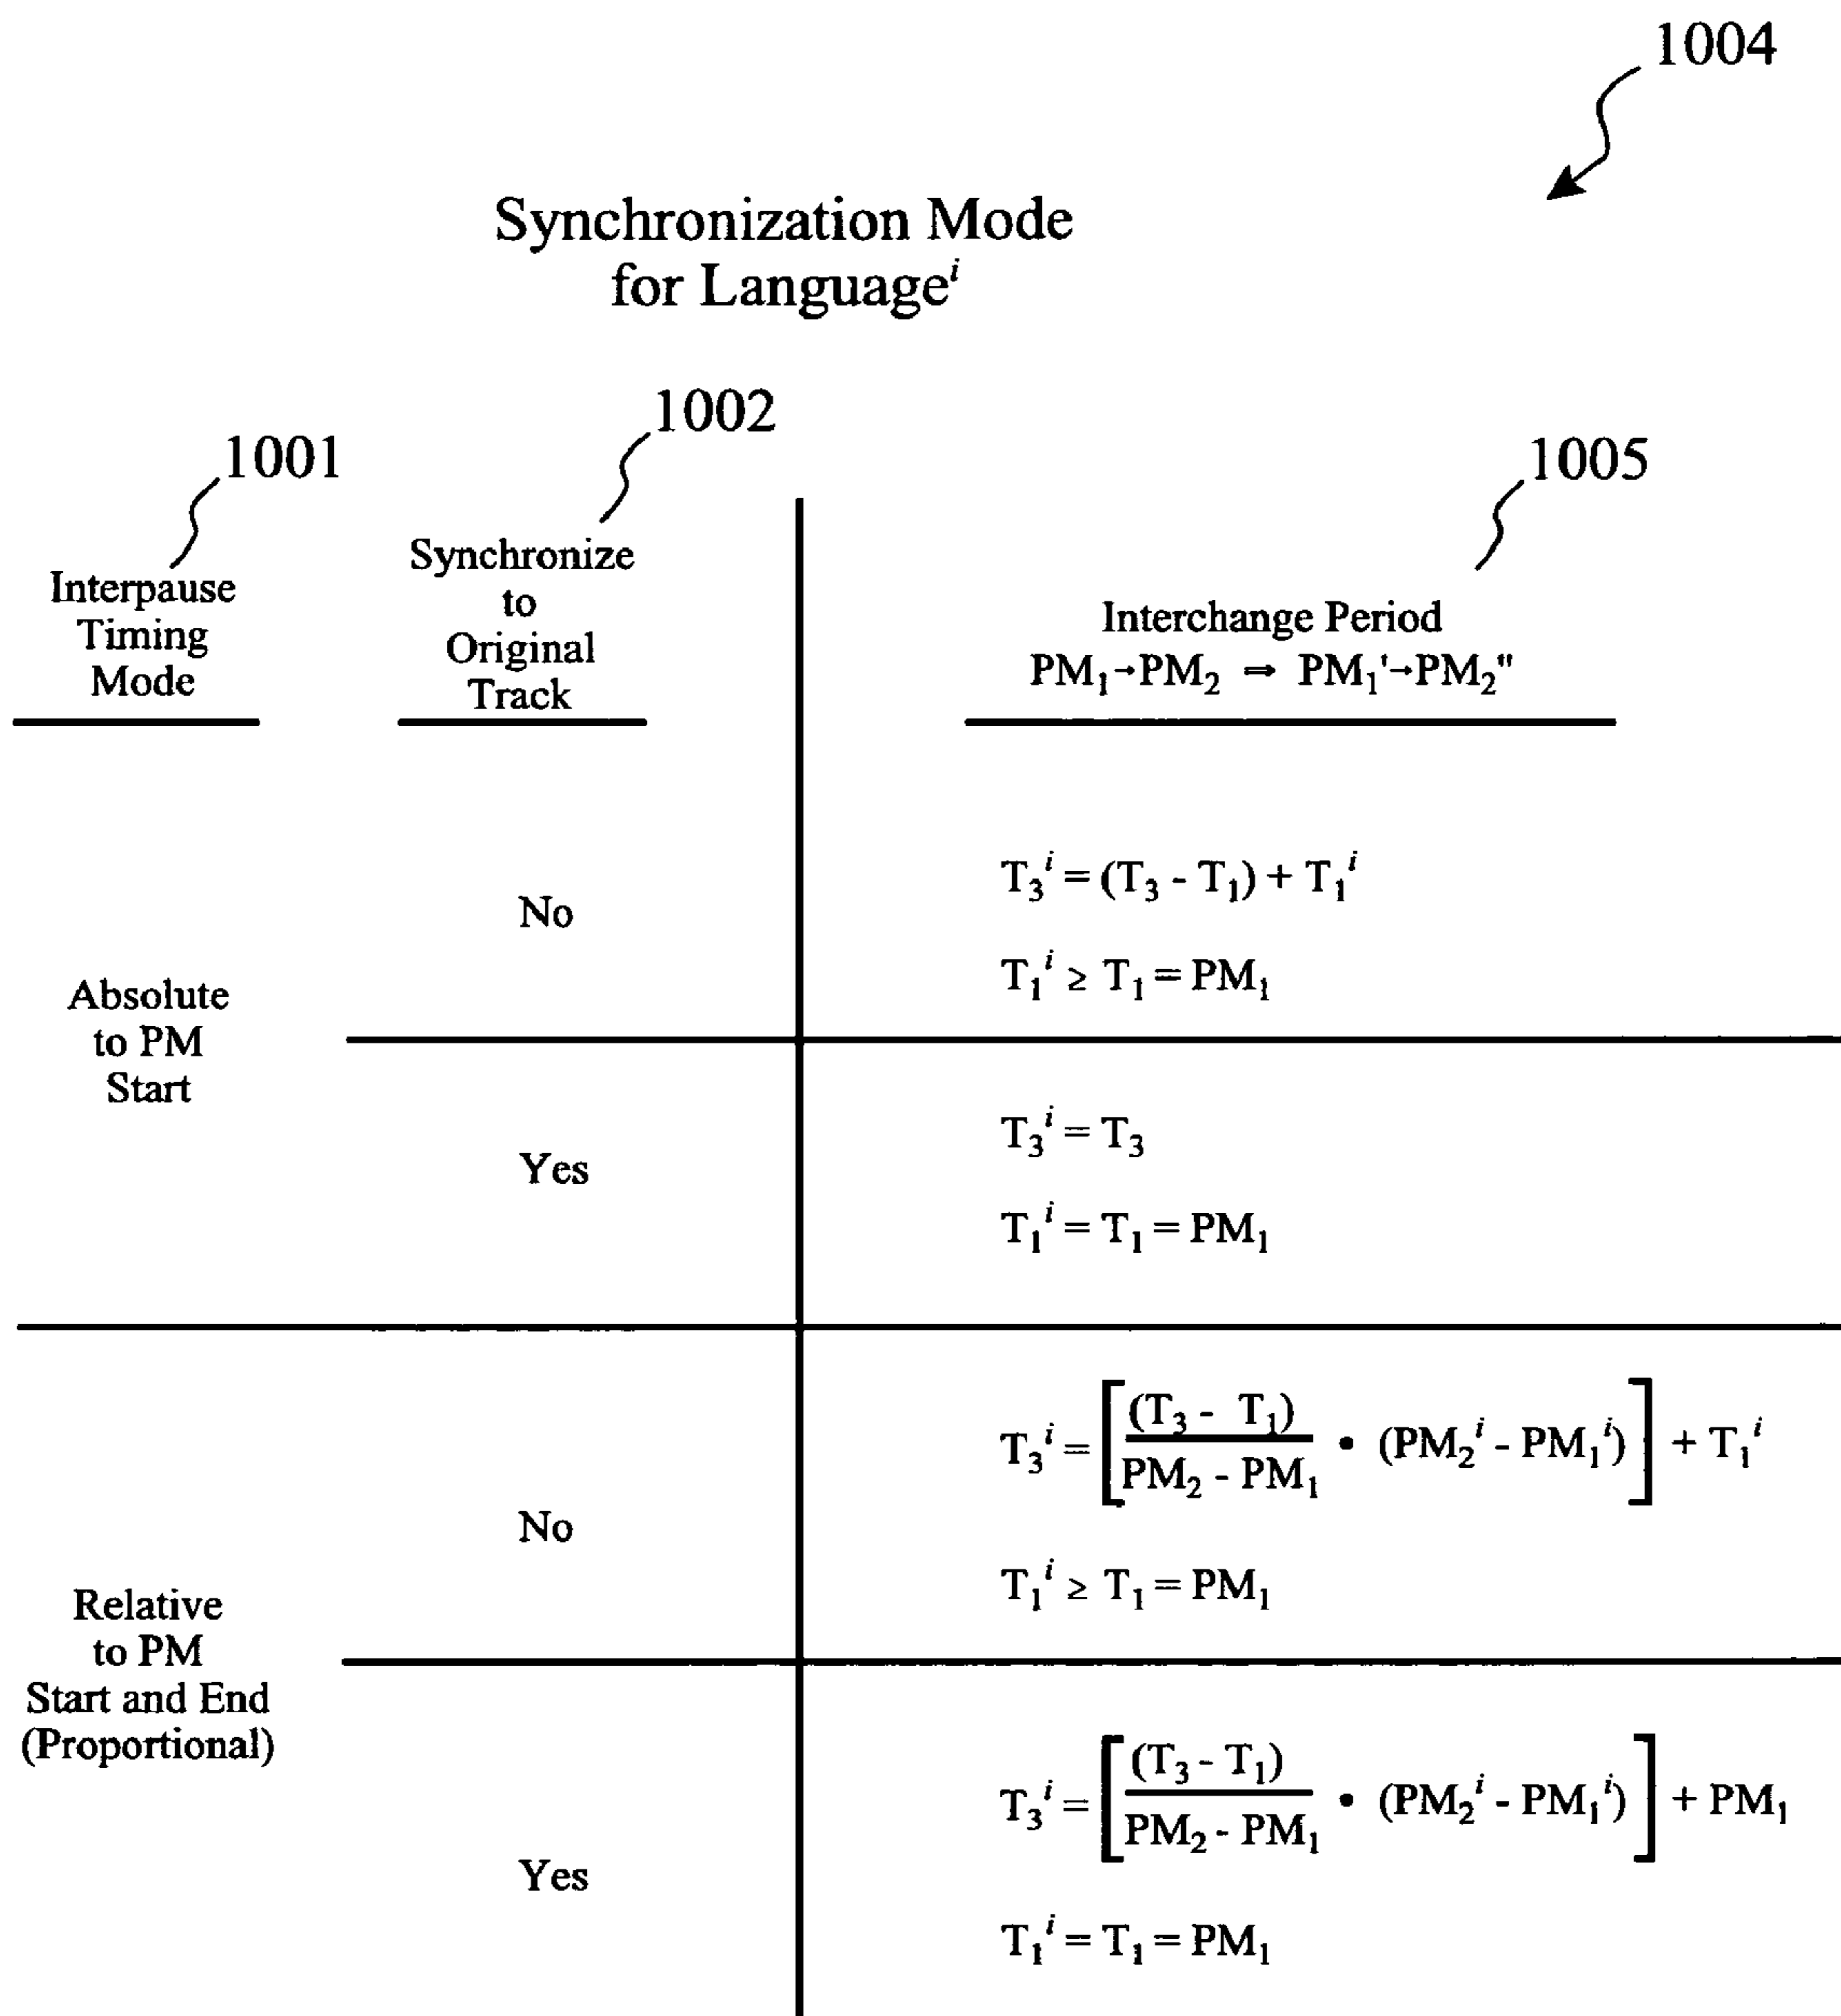 1004
Synchronization Mode
for Languageⁱ
1001
1002
1005
Interpause
Timing
Mode
Synchronize
to
Original
Track
Interchange Period
PM₁→PM₂ ⇒ PM₁'→PM₂"
Absolute
to PM
Start
No
T₃ⁱ = (T₃ - T₁) + T₁ⁱ
T₁ⁱ ≥ T₁ = PM₁
Yes
T₃ⁱ = T₃
T₁ⁱ = T₁ = PM₁
Relative
to PM
Start and End
(Proportional)
No
T₃ⁱ = [(T₃ - T₁) / PM₂ - PM₁ • (PM₂ⁱ - PM₁ⁱ)] + T₁ⁱ
T₁ⁱ ≥ T₁ = PM₁
Yes
T₃ⁱ = [(T₃ - T₁) / PM₂ - PM₁ • (PM₂ⁱ - PM₁ⁱ)] + PM₁
T₁ⁱ = T₁ = PM₁